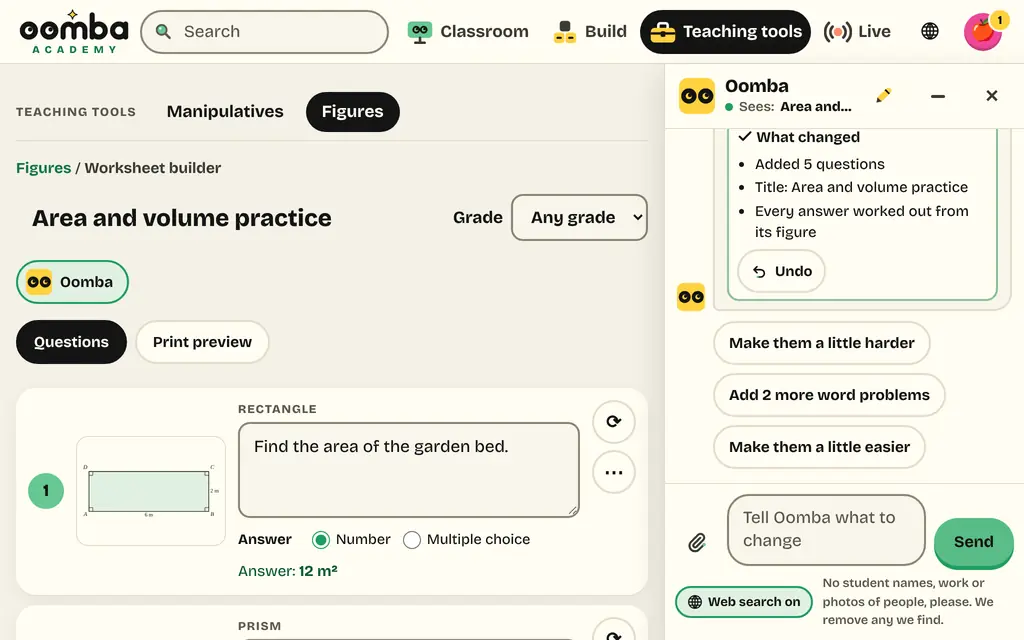 oomba
ACADEMY
Search
Classroom
Build
Teaching tools
Live
1
TEACHING TOOLS
Manipulatives
Figures
Figures / Worksheet builder
Area and volume practice
Grade
Any grade
Oomba
Questions
Print preview
1
D
C
2 m
A
6 m
B
RECTANGLE
Find the area of the garden bed.
Answer
Number
Multiple choice
Answer: 12 m²
PRISM
Oomba
Sees: Area and...
What changed
• Added 5 questions
• Title: Area and volume practice
• Every answer worked out from
its figure
Undo
Make them a little harder
Add 2 more word problems
Make them a little easier
Tell Oomba what to
change
Send
Web search on
No student names, work or
photos of people, please. We
remove any we find.